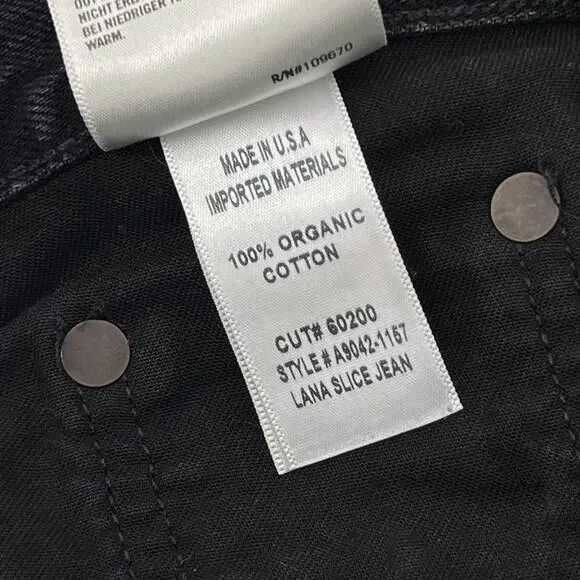 NICHT
BEI NIEDRIGER
WARM.
R/N#109670
MADE IN U.S.A
IMPORTED MATERIALS
100% ORGANIC
COTTON
CUT# 60200
STYLE # A9042-1167
LANA SLICE JEAN